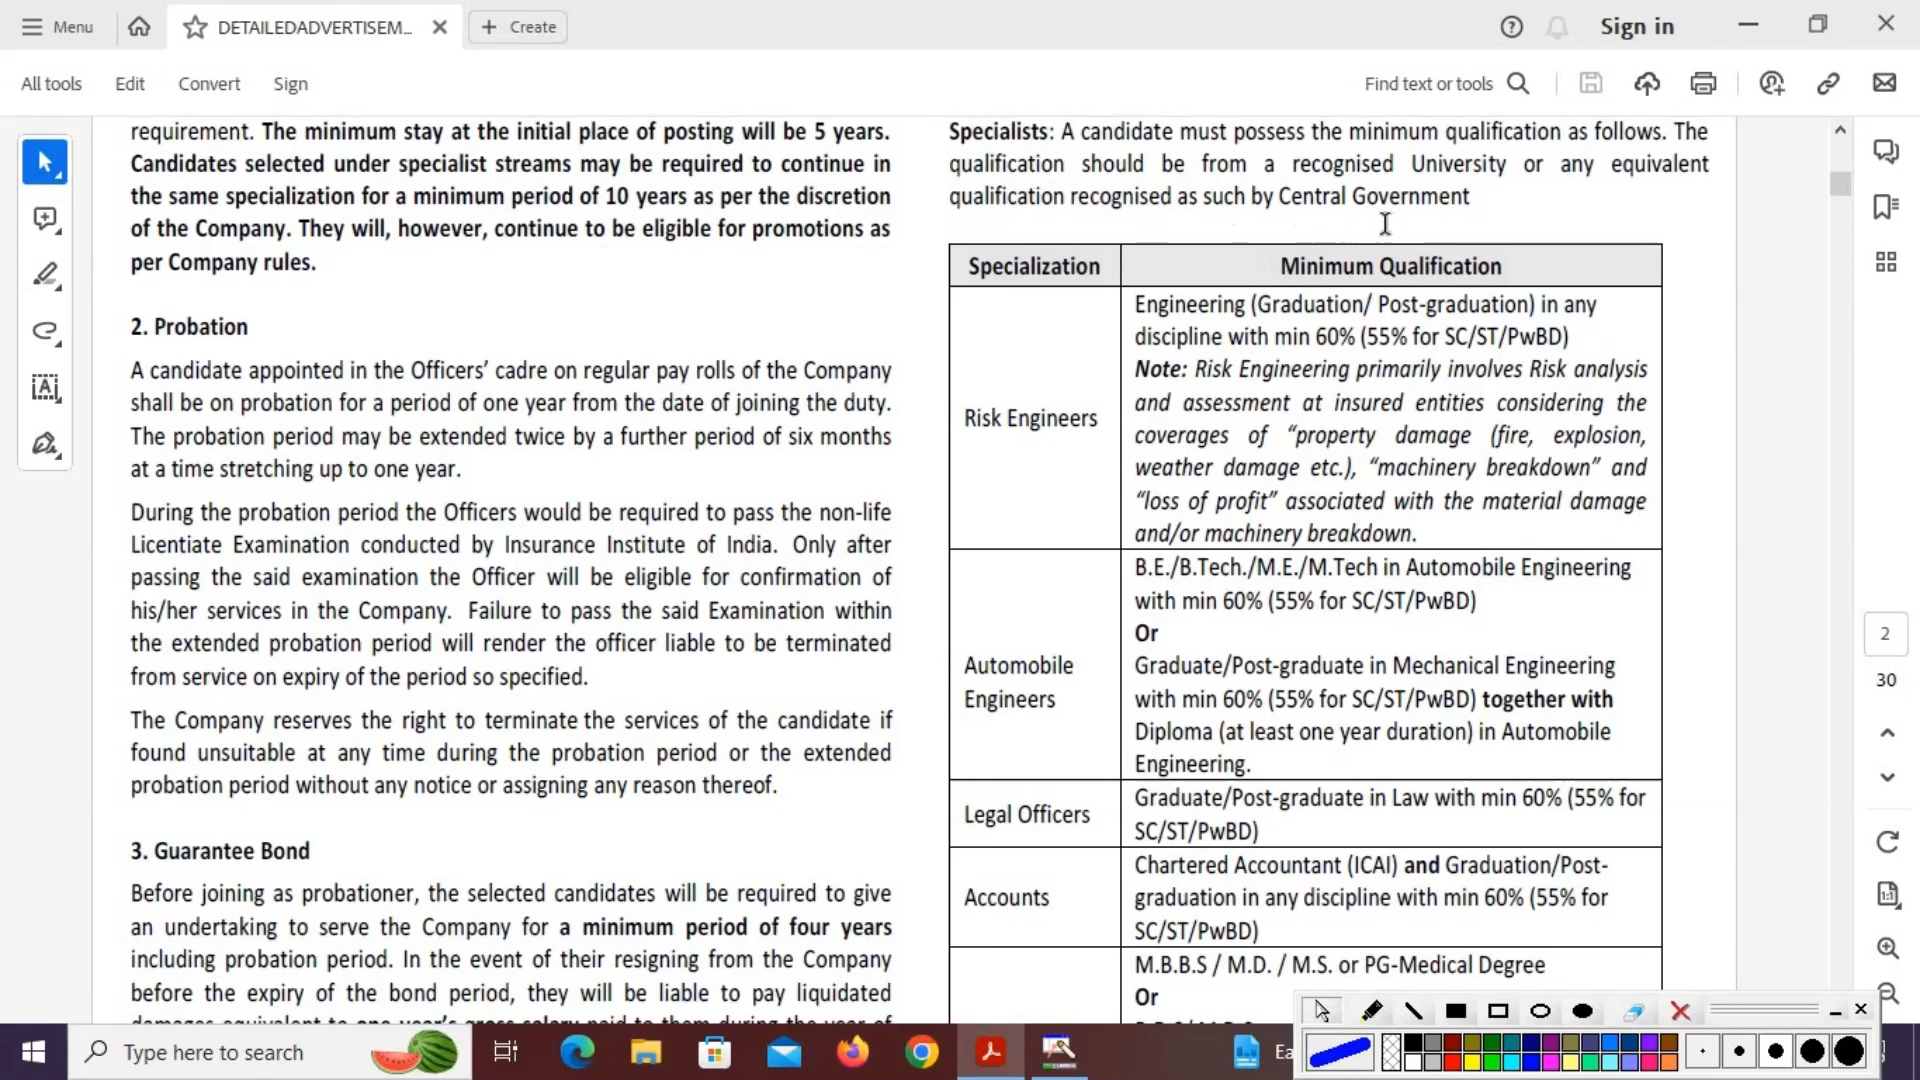 Menu
DETAILEDADVERTISEM...
Create
Sign in
All tools
Edit
Convert
Sign
Find text or tools
requirement. The minimum stay at the initial place of posting will be 5 years.
Candidates selected under specialist streams may be required to continue in
the same specialization for a minimum period of 10 years as per the discretion
of the Company. They will, however, continue to be eligible for promotions as
per Company rules.
2. Probation
A candidate appointed in the Officers’ cadre on regular pay rolls of the Company
shall be on probation for a period of one year from the date of joining the duty.
The probation period may be extended twice by a further period of six months
at a time stretching up to one year.
During the probation period the Officers would be required to pass the non-life
Licentiate Examination conducted by Insurance Institute of India. Only after
passing the said examination the Officer will be eligible for confirmation of
his/her services in the Company. Failure to pass the said Examination within
the extended probation period will render the officer liable to be terminated
from service on expiry of the period so specified.
The Company reserves the right to terminate the services of the candidate if
found unsuitable at any time during the probation period or the extended
probation period without any notice or assigning any reason thereof.
3. Guarantee Bond
Before joining as probationer, the selected candidates will be required to give
an undertaking to serve the Company for a minimum period of four years
including probation period. In the event of their resigning from the Company
before the expiry of the bond period, they will be liable to pay liquidated
damages equivalent to one year's gross salary paid to them during the year of
Specialists: A candidate must possess the minimum qualification as follows. The
qualification should be from a recognised University or any equivalent
qualification recognised as such by Central Government
Specialization
Minimum Qualification
Risk Engineers
Engineering (Graduation/ Post-graduation) in any
discipline with min 60% (55% for SC/ST/PwBD)
Note: Risk Engineering primarily involves Risk analysis
and assessment at insured entities considering the
coverages of “property damage (fire, explosion,
weather damage etc.), “machinery breakdown” and
“loss of profit” associated with the material damage
and/or machinery breakdown.
Automobile
Engineers
B.E./B.Tech./M.E./M.Tech in Automobile Engineering
with min 60% (55% for SC/ST/PwBD)
Or
Graduate/Post-graduate in Mechanical Engineering
with min 60% (55% for SC/ST/PwBD) together with
Diploma (at least one year duration) in Automobile
Engineering.
Legal Officers
Graduate/Post-graduate in Law with min 60% (55% for
SC/ST/PwBD)
Accounts
Chartered Accountant (ICAI) and Graduation/Post-
graduation in any discipline with min 60% (55% for
SC/ST/PwBD)
M.B.B.S / M.D. / M.S. or PG-Medical Degree
Or
2
30
Type here to search
Ea